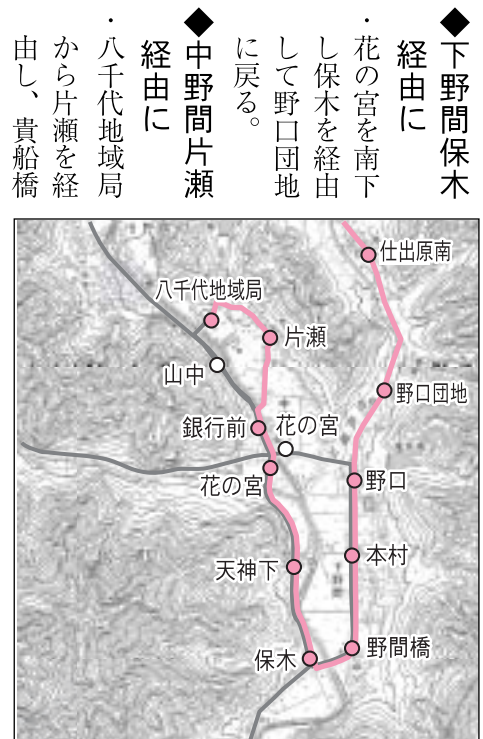 ◆下野間保木
経由に
・花の宮を南下
し保木を経由
して野口団地
に戻る。
◆中野間片瀬
経由に
・八千代地域局
から片瀬を経
由し、貴船橋
仕出原南
八千代地域局
片瀬
山中
野口団地
銀行前
花の宮
花の宮
野口
本村
天神下
野間橋
保木